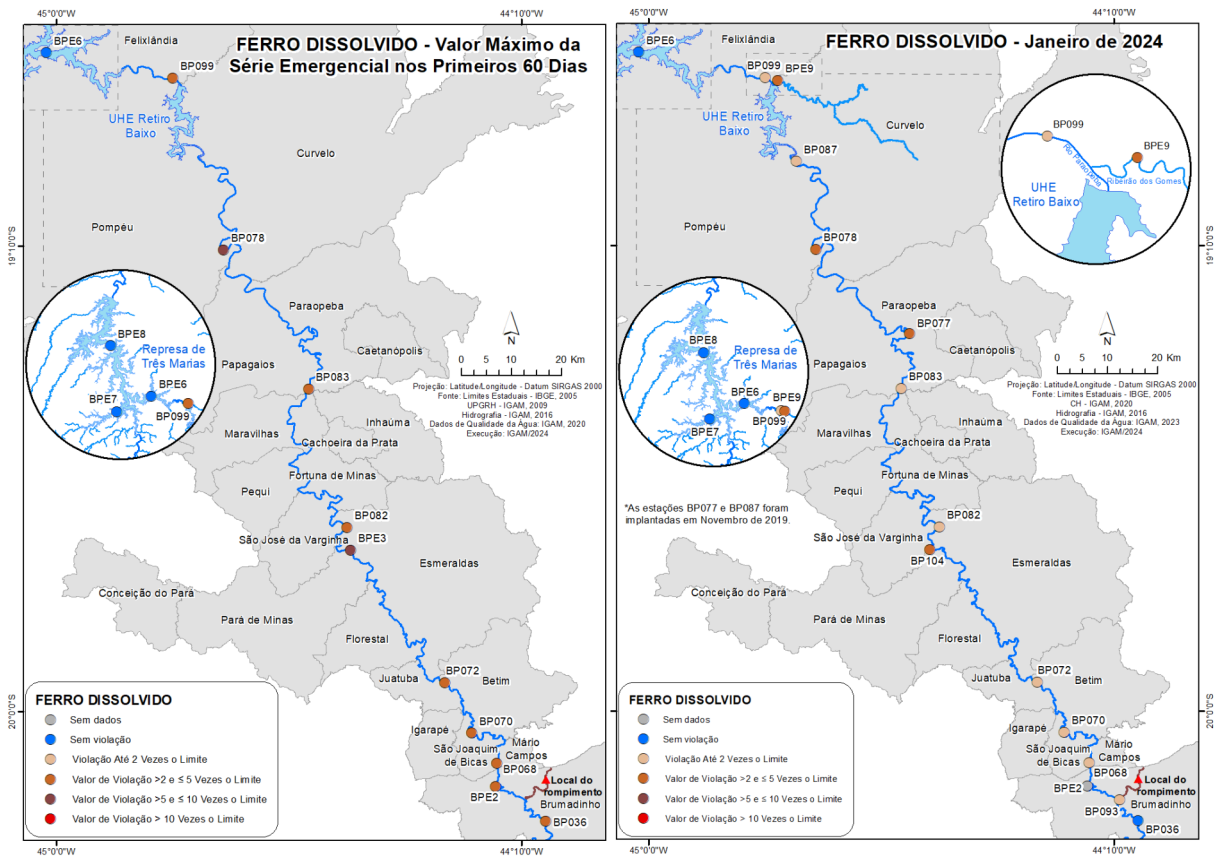 45°0'0"W
44°10'0"W
FERRO DISSOLVIDO - Valor Máximo da
Série Emergencial nos Primeiros 60 Dias
BPE6
Felixlândia
BP099
UHE Retiro
Baixo
Curvelo
Pompéu
BP078
19°10'0"S
Paraopeba
BPE8
Represa de
Três Marias
BPE7
BPE6
BP099
Papagaios
Caetanópolis
0 5 10 20 Km
Projeção: Latitude/Longitude - Datum SIRGAS 2000
Fonte: Limites Estaduais - IBGE, 2005
UPGRH - IGAM, 2009
Hidrografia - IGAM, 2016
Dados de Qualidade da Água: IGAM, 2020
Execução: IGAM/2024
BP083
Inhaúma
Maravilhas
Cachoeira da Prata
Fortuna de Minas
Pequi
BP082
São José da Varginha
BPE3
Esmeraldas
Conceição do Pará
Pará de Minas
Florestal
BP072
Juatuba
Betim
20°0'0"S
Igarapé
BP070
São Joaquim
de Bicas
Mário
Campos
BP068
Local do
rompimento
BPE2
Brumadinho
BP036
FERRO DISSOLVIDO
Sem dados
Sem violação
Violação Até 2 Vezes o Limite
Valor de Violação >2 e ≤ 5 Vezes o Limite
Valor de Violação >5 e ≤ 10 Vezes o Limite
Valor de Violação > 10 Vezes o Limite
45°0'0"W
44°10'0"W
45°0'0"W
44°10'0"W
FERRO DISSOLVIDO - Janeiro de 2024
BPE6
Felixlândia
BP099
BPE9
UHE Retiro
Baixo
Curvelo
BP087
BP099
BPE9
Rio Paraopeba
Ribeirão dos Gomes
UHE
Retiro Baixo
Pompéu
BP078
19°10'0"S
Paraopeba
BP077
BPE8
Represa de
Três Marias
BPE6
BPE9
BPE7
BP099
Papagaios
Caetanópolis
0 5 10 20 Km
Projeção: Latitude/Longitude - Datum SIRGAS 2000
Fonte: Limites Estaduais - IBGE, 2005
CH - IGAM, 2020
Hidrografia - IGAM, 2016
Dados de Qualidade da Água: IGAM, 2023
Execução: IGAM/2024
BP083
Inhaúma
Maravilhas
Cachoeira da Prata
Fortuna de Minas
Pequi
*As estações BP077 e BP087 foram
implantadas em Novembro de 2019.
BP082
São José da Varginha
BP104
Esmeraldas
Conceição do Pará
Pará de Minas
Florestal
BP072
Juatuba
Betim
20°0'0"S
Igarapé
BP070
São Joaquim
de Bicas
Mário
Campos
BP068
Local do
rompimento
BPE2
Brumadinho
BP093
BP036
FERRO DISSOLVIDO
Sem dados
Sem violação
Violação Até 2 Vezes o Limite
Valor de Violação >2 e ≤ 5 Vezes o Limite
Valor de Violação >5 e ≤ 10 Vezes o Limite
Valor de Violação > 10 Vezes o Limite
45°0'0"W
44°10'0"W